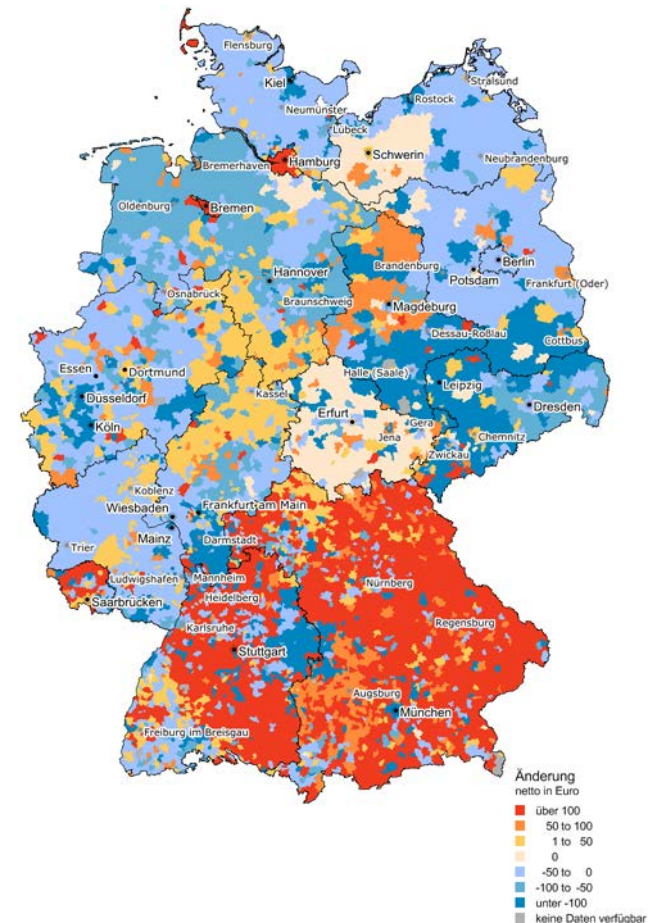 Flensburg
Kiel
Stralsund
Rostock
Neumünster
Lübeck
Schwerin
Hamburg
Bremerhaven
Neubrandenburg
Oldenburg
Bremen
Berlin
Hannover
Brandenburg
Potsdam
Frankfurt (Oder)
Osnabrück
Braunschweig
Magdeburg
Dessau-Roßlau
Cottbus
Essen
Dortmund
Halle (Saale)
Leipzig
Düsseldorf
Kassel
Dresden
Köln
Erfurt
Gera
Jena
Chemnitz
Zwickau
Koblenz
Wiesbaden
Frankfurt am Main
Mainz
Darmstadt
Trier
Ludwigshafen
Mannheim
Nürnberg
Saarbrücken
Heidelberg
Regensburg
Karlsruhe
Stuttgart
Augsburg
München
Freiburg im Breisgau
Änderung
netto in Euro
über 100
50 to 100
1 to 50
0
-50 to 0
-100 to -50
unter -100
keine Daten verfügbar